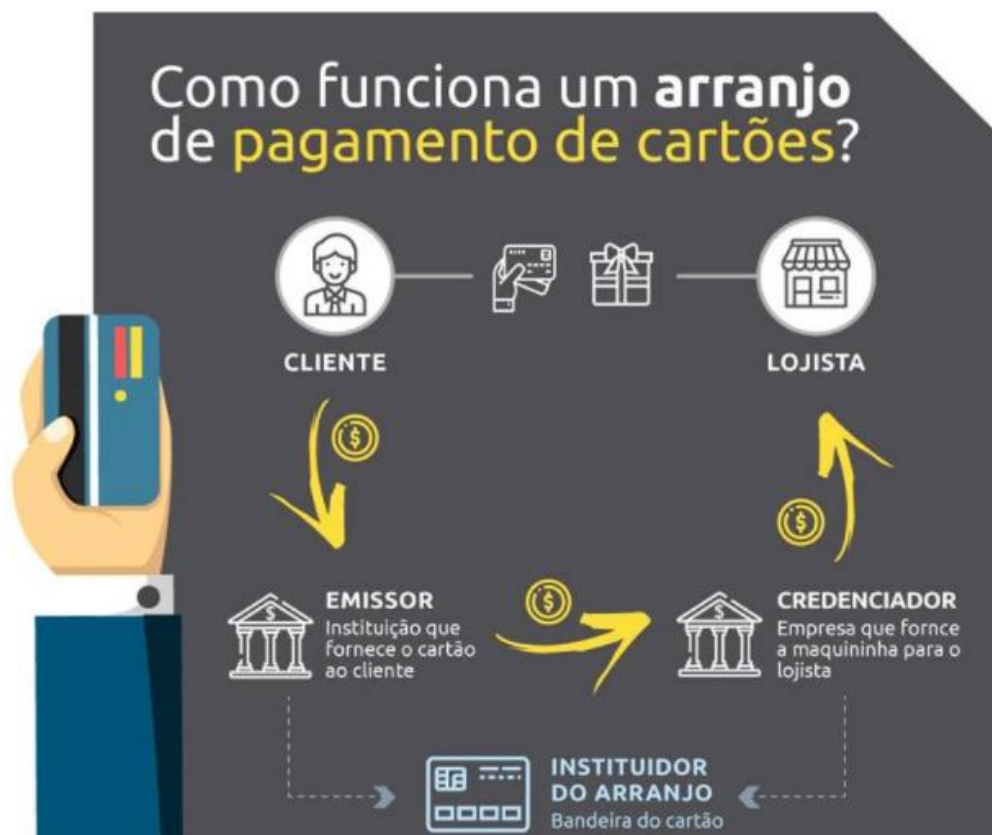 Como funciona um arranjo
de pagamento de cartões?
CLIENTE
LOJISTA
EMISSOR
Instituição que
fornece o cartão
ao cliente
CREDENCIADOR
Empresa que fornce
a maquininha para o
lojista
INSTITUIDOR
DO ARRANJO
Bandeira do cartão